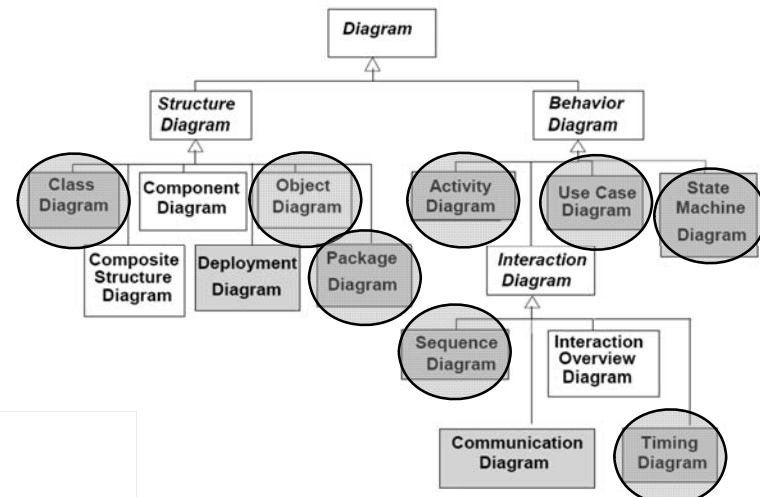 Diagram
Structure
Diagram
Behavior
Diagram
Class
Diagram
Component
Diagram
Object
Diagram
Activity
Diagram
Use Case
Diagram
State
Machine
Diagram
Composite
Structure
Diagram
Deployment
Diagram
Package
Diagram
Interaction
Diagram
Sequence
Diagram
Interaction
Overview
Diagram
Communication
Diagram
Timing
Diagram